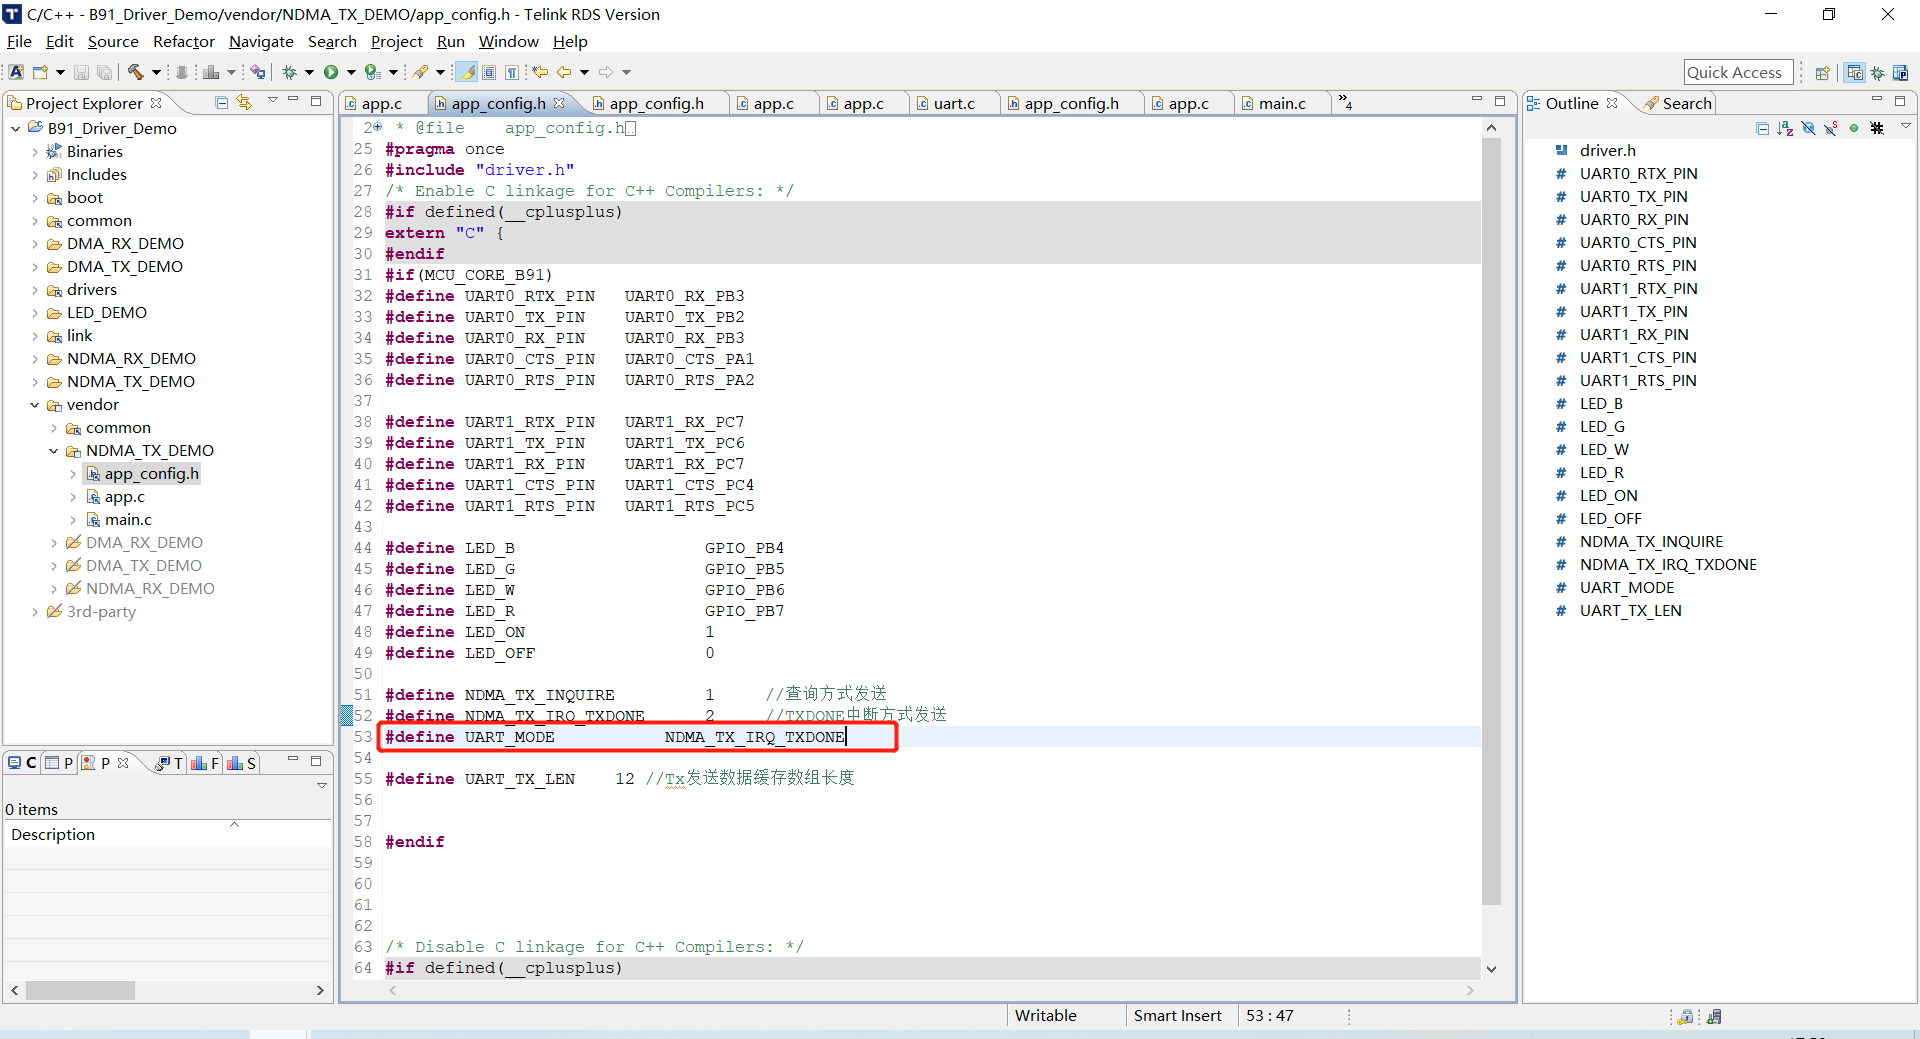 C/C++ - B91_Driver_Demo/vendor/NDMA_TX_DEMO/app_config.h - Telink RDS Version
File Edit Source Refactor Navigate Search Project Run Window Help
Quick Access
Project Explorer
B91_Driver_Demo
Binaries
Includes
boot
common
DMA_RX_DEMO
DMA_TX_DEMO
drivers
LED_DEMO
link
NDMA_RX_DEMO
NDMA_TX_DEMO
vendor
common
NDMA_TX_DEMO
app_config.h
app.c
main.c
DMA_RX_DEMO
DMA_TX_DEMO
NDMA_RX_DEMO
3rd-party
C P P T F S
0 items
Description
app.c app_config.h app_config.h app.c app.c uart.c app_config.h app.c main.c »4
2 * @file app_config.h
25 #pragma once
26 #include "driver.h"
27 /* Enable C linkage for C++ Compilers: */
28 #if defined(__cplusplus)
29 extern "C" {
30 #endif
31 #if(MCU_CORE_B91)
32 #define UART0_RTX_PIN UART0_RX_PB3
33 #define UART0_TX_PIN UART0_TX_PB2
34 #define UART0_RX_PIN UART0_RX_PB3
35 #define UART0_CTS_PIN UART0_CTS_PA1
36 #define UART0_RTS_PIN UART0_RTS_PA2
37
38 #define UART1_RTX_PIN UART1_RX_PC7
39 #define UART1_TX_PIN UART1_TX_PC6
40 #define UART1_RX_PIN UART1_RX_PC7
41 #define UART1_CTS_PIN UART1_CTS_PC4
42 #define UART1_RTS_PIN UART1_RTS_PC5
43
44 #define LED_B GPIO_PB4
45 #define LED_G GPIO_PB5
46 #define LED_W GPIO_PB6
47 #define LED_R GPIO_PB7
48 #define LED_ON 1
49 #define LED_OFF 0
50
51 #define NDMA_TX_INQUIRE 1 //查询方式发送
52 #define NDMA_TX_IRQ_TXDONE 2 //TXDONE中断方式发送
53 #define UART_MODE NDMA_TX_IRQ_TXDONE
54
55 #define UART_TX_LEN 12 //Tx发送数据缓存数组长度
56
57
58 #endif
59
60
61
62
63 /* Disable C linkage for C++ Compilers: */
64 #if defined(__cplusplus)
Outline Search
driver.h
UART0_RTX_PIN
UART0_TX_PIN
UART0_RX_PIN
UART0_CTS_PIN
UART0_RTS_PIN
UART1_RTX_PIN
UART1_TX_PIN
UART1_RX_PIN
UART1_CTS_PIN
UART1_RTS_PIN
LED_B
LED_G
LED_W
LED_R
LED_ON
LED_OFF
NDMA_TX_INQUIRE
NDMA_TX_IRQ_TXDONE
UART_MODE
UART_TX_LEN
Writable Smart Insert 53 : 47